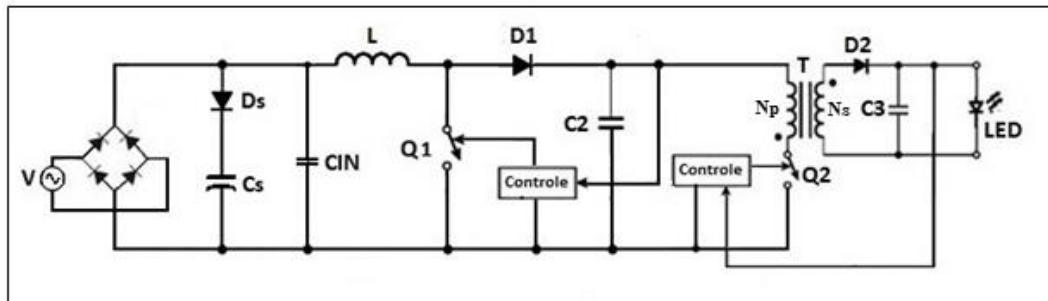 L
D1
T
D2
Ds
Np
Ns
C3
LED
C2
V
CIN
Q1
Cs
Controle
Controle
Q2